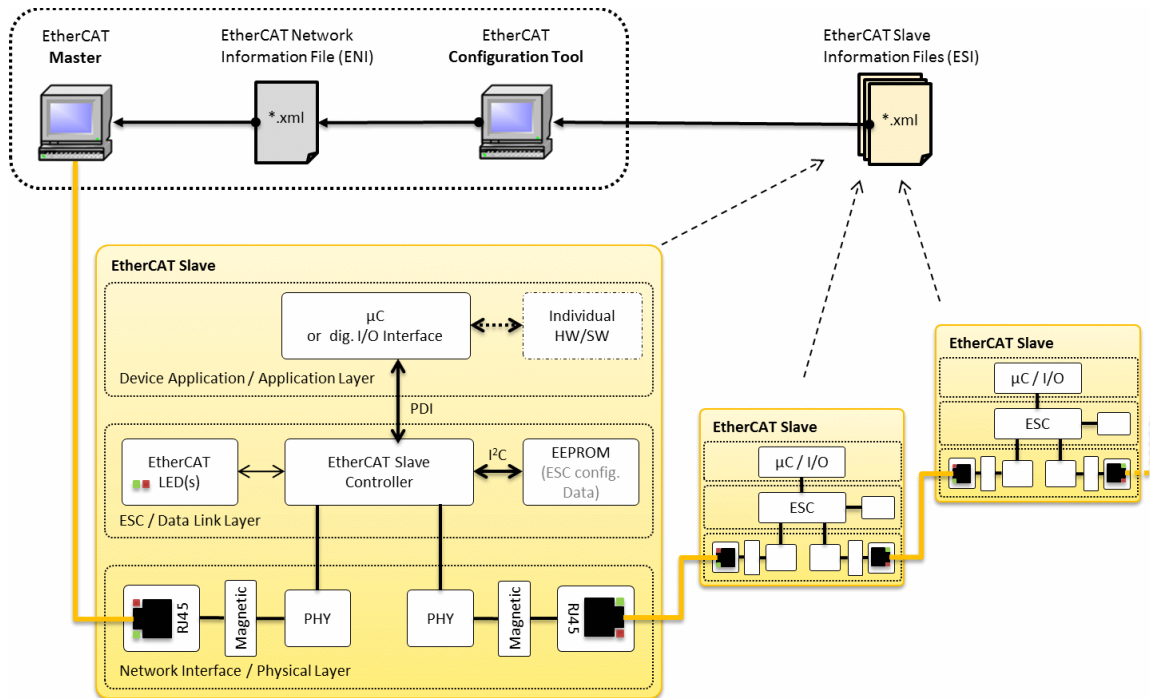 EtherCAT
Master
EtherCAT Network
Information File (ENI)
EtherCAT
Configuration Tool
EtherCAT Slave
Information Files (ESI)
*.xml
*.xml
EtherCAT Slave
µC
or dig. I/O Interface
Individual
HW/SW
Device Application / Application Layer
PDI
EtherCAT
LED(s)
EtherCAT Slave
Controller
I²C
EEPROM
(ESC config.
Data)
ESC / Data Link Layer
RJ45
Magnetic
PHY
PHY
Magnetic
RJ45
Network Interface / Physical Layer
EtherCAT Slave
µC / I/O
ESC
EtherCAT Slave
µC / I/O
ESC